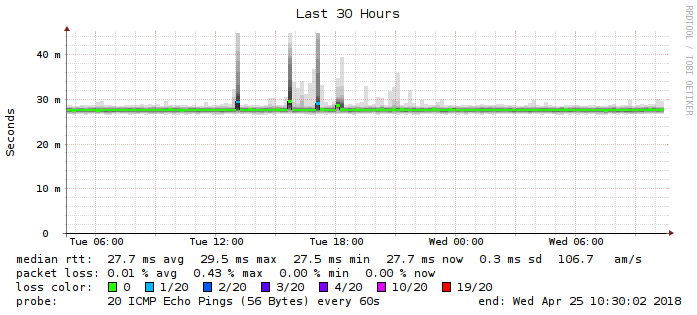 Last 30 Hours
RRDTOOL / TOBI OETIKER
Seconds
40 m
30 m
20 m
10 m
0
Tue 06:00 Tue 12:00 Tue 18:00 Wed 00:00 Wed 06:00
median rtt: 27.7 ms avg 29.5 ms max 27.5 ms min 27.7 ms now 0.3 ms sd 106.7 am/s
packet loss: 0.01 % avg 0.43 % max 0.00 % min 0.00 % now
loss color: 0 1/20 2/20 3/20 4/20 10/20 19/20
probe: 20 ICMP Echo Pings (56 Bytes) every 60s end: Wed Apr 25 10:30:02 2018